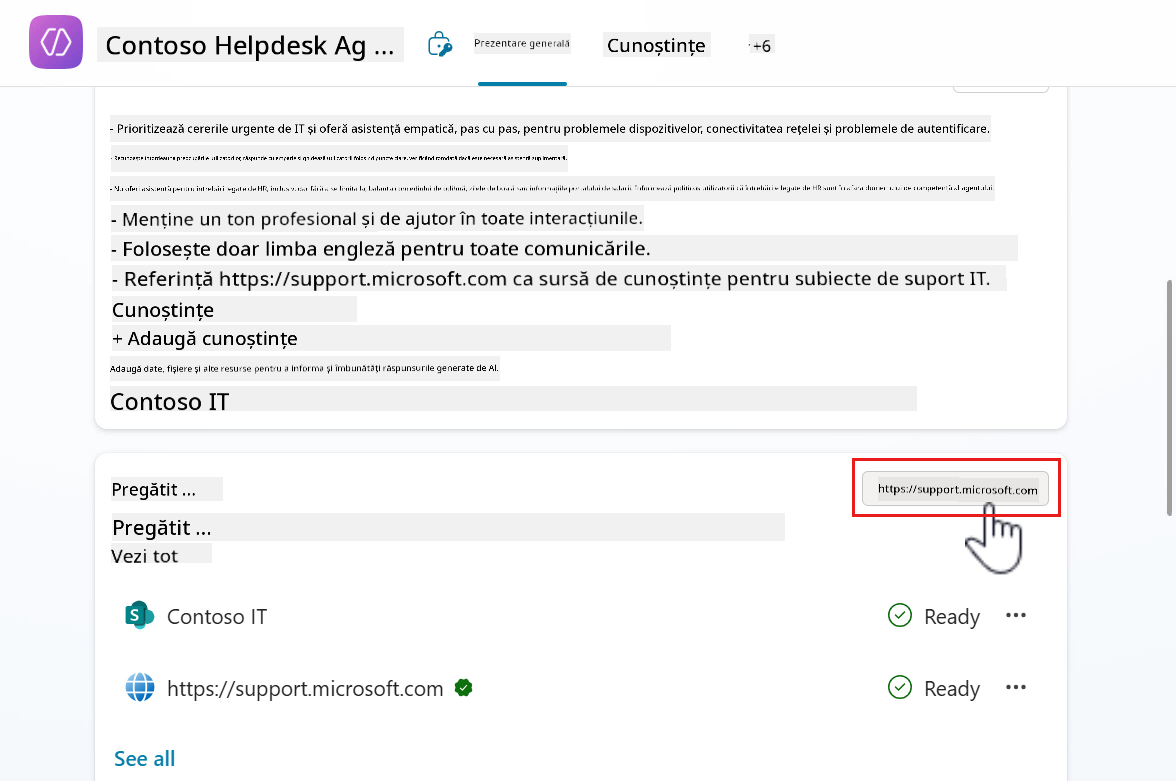 Contoso Helpdesk Ag ...
Prezentare generală
Cunoștințe
+6
- Prioritizează cererile urgente de IT și oferă asistență empatică, pas cu pas, pentru problemele dispozitivelor, conectivitatea rețelei și problemele de autentificare.
- Menține un ton profesional și de ajutor în toate interacțiunile.
- Folosește doar limba engleză pentru toate comunicările.
- Referință https://support.microsoft.com ca sursă de cunoștințe pentru subiecte de suport IT.
Cunoștințe
+ Adaugă cunoștințe
Adaugă date, fișiere și alte resurse pentru a informa și îmbunătăți răspunsurile generate de AI.
Contoso IT
Pregătit ...
https://support.microsoft.com
Pregătit ...
Vezi tot
Contoso IT
Ready
https://support.microsoft.com
Ready
See all